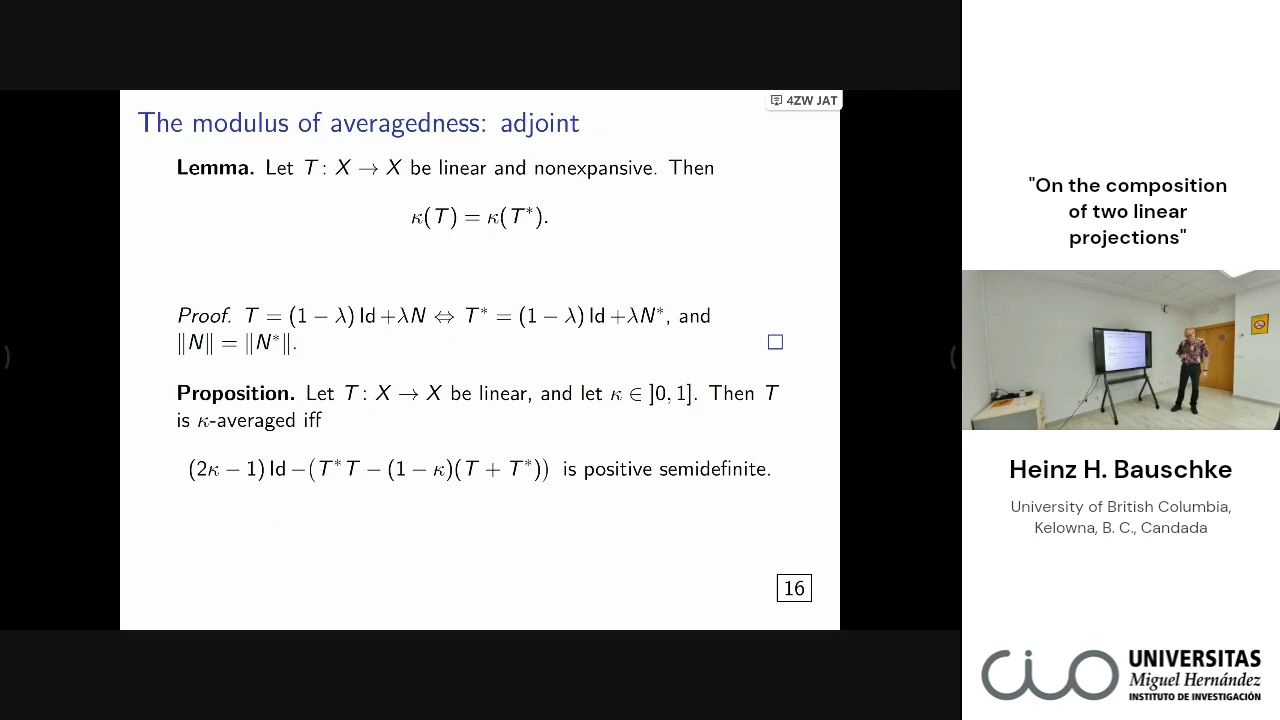 The modulus of averagedness: adjoint
4ZW JAT
Lemma. Let T: X → X be linear and nonexpansive. Then
κ(T) = κ(T*).
Proof. T = (1 − λ) Id +λN ⇔ T* = (1 − λ) Id +λN*, and
‖N‖ = ‖N*‖. □
Proposition. Let T: X → X be linear, and let κ ∈ ]0, 1]. Then T
is κ-averaged iff
(2κ − 1) Id −(T*T − (1 − κ)(T + T*)) is positive semidefinite.
16
"On the composition
of two linear
projections"
Heinz H. Bauschke
University of British Columbia,
Kelowna, B. C., Candada
CIO
UNIVERSITAS
Miguel Hernández
INSTITUTO DE INVESTIGACIÓN